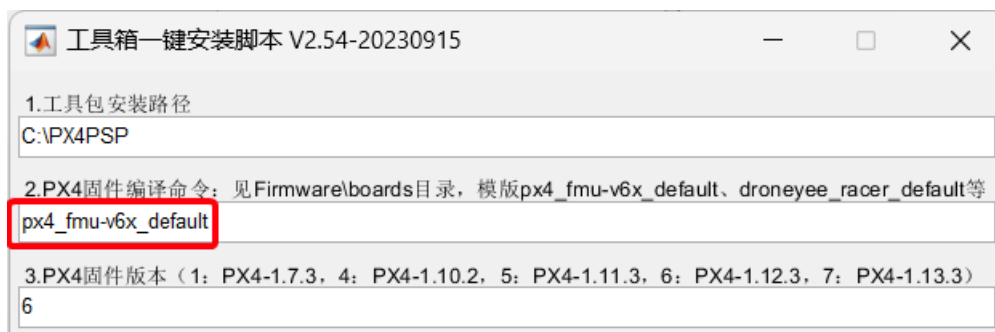 工具箱一键安装脚本 V2.54-20230915
1.工具包安装路径
C:\PX4PSP
2.PX4固件编译命令：见Firmware\boards目录，模版px4_fmu-v6x_default、droneyee_racer_default等
px4_fmu-v6x_default
3.PX4固件版本（1：PX4-1.7.3，4：PX4-1.10.2，5：PX4-1.11.3，6：PX4-1.12.3，7：PX4-1.13.3）
6